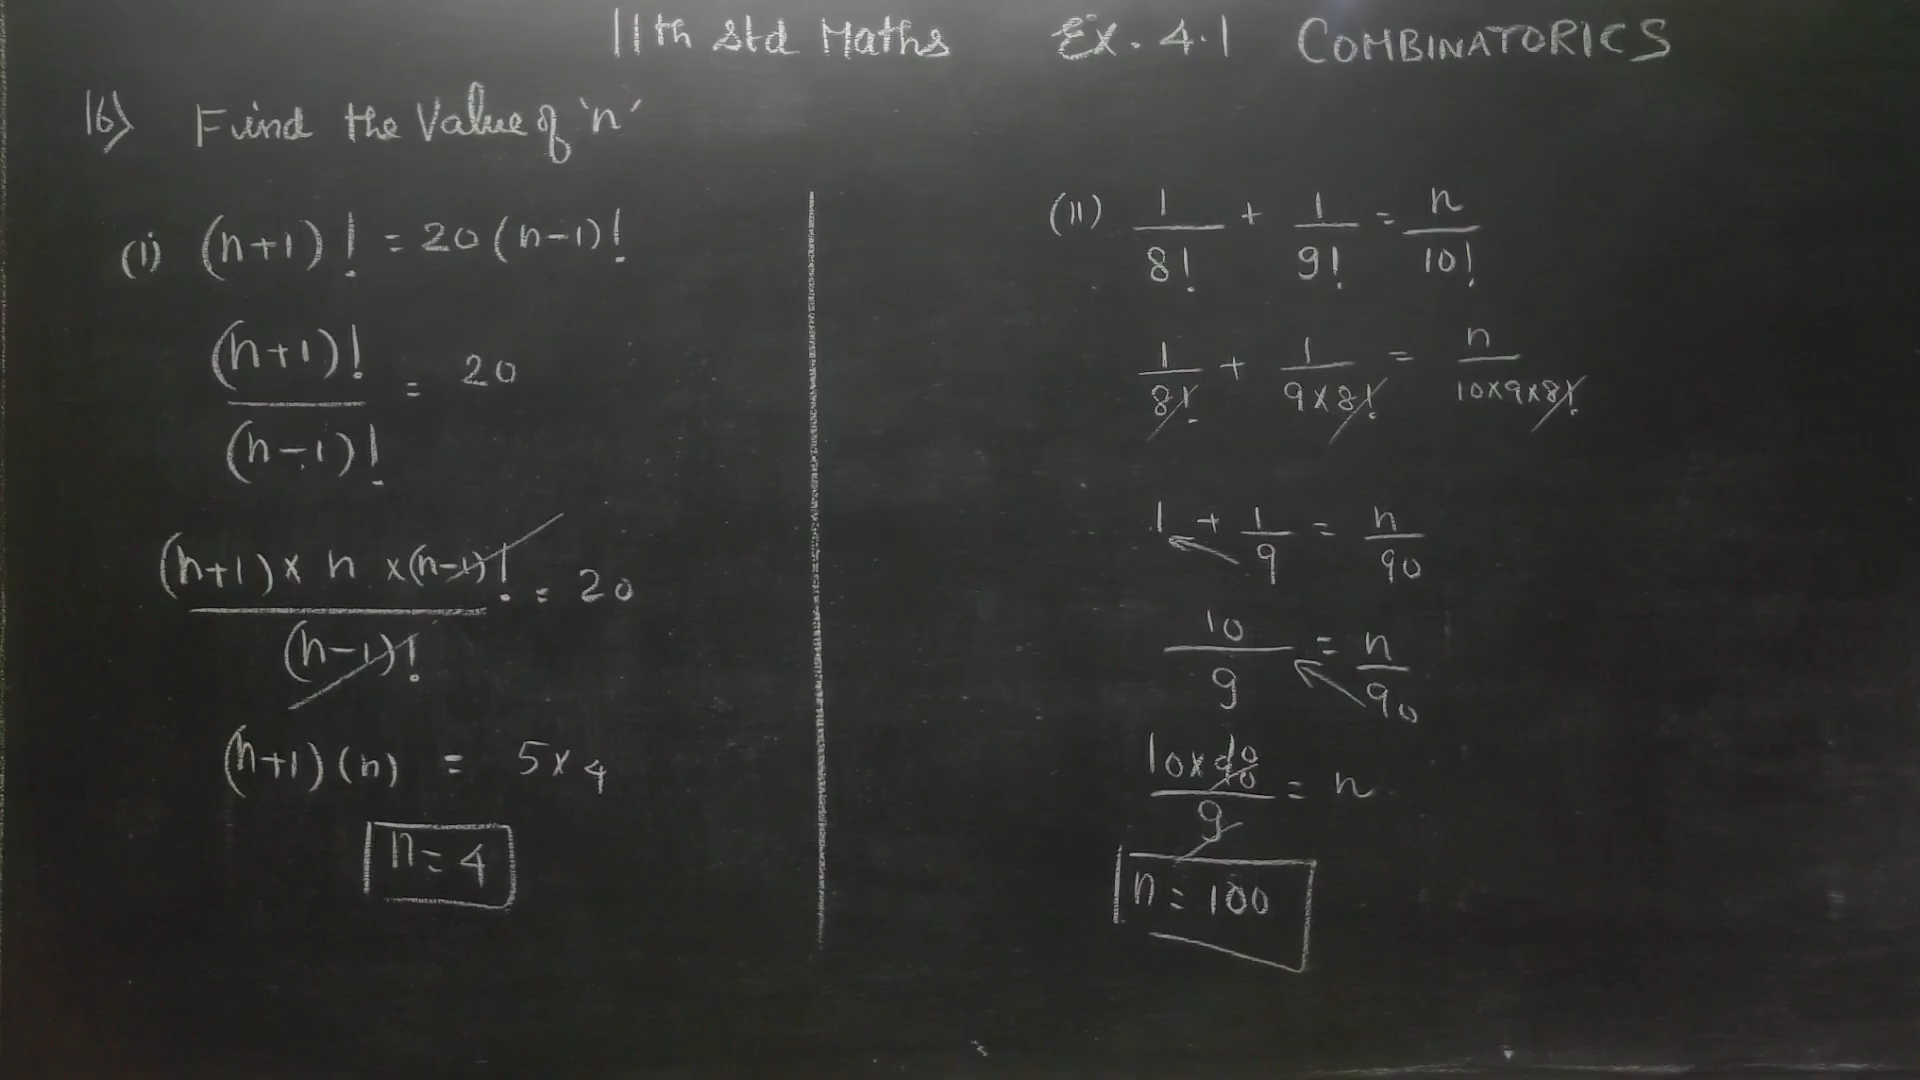 11th std Maths Ex. 4.1 COMBINATORICS
16) Find the Value of 'n'
(i) (n+1)! = 20(n-1)!
(n+1)!
= 20
(n-1)!
(n+1) x n x(n-1)!
= 20
(n-1)!
(n+1)(n) = 5x4
n=4
(ii) 1/8! + 1/9! = n/10!
1/8! + 1/9x8! = n/10x9x8!
1 + 1/9 = n/90
10/9 = n/90
10x90/9 = n
n = 100